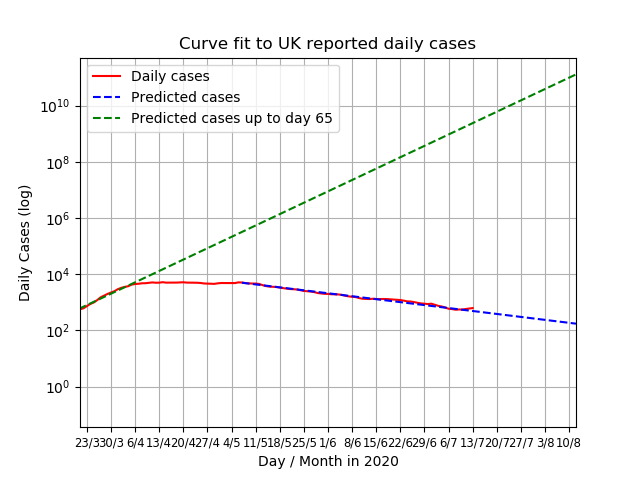 Curve fit to UK reported daily cases
Daily cases
Predicted cases
Predicted cases up to day 65
Daily Cases (log)
10^10
10^8
10^6
10^4
10^2
10^0
23/3 30/3 6/4 13/4 20/4 27/4 4/5 11/5 18/5 25/5 1/6 8/6 15/6 22/6 29/6 6/7 13/7 20/7 27/7 3/8 10/8
Day / Month in 2020